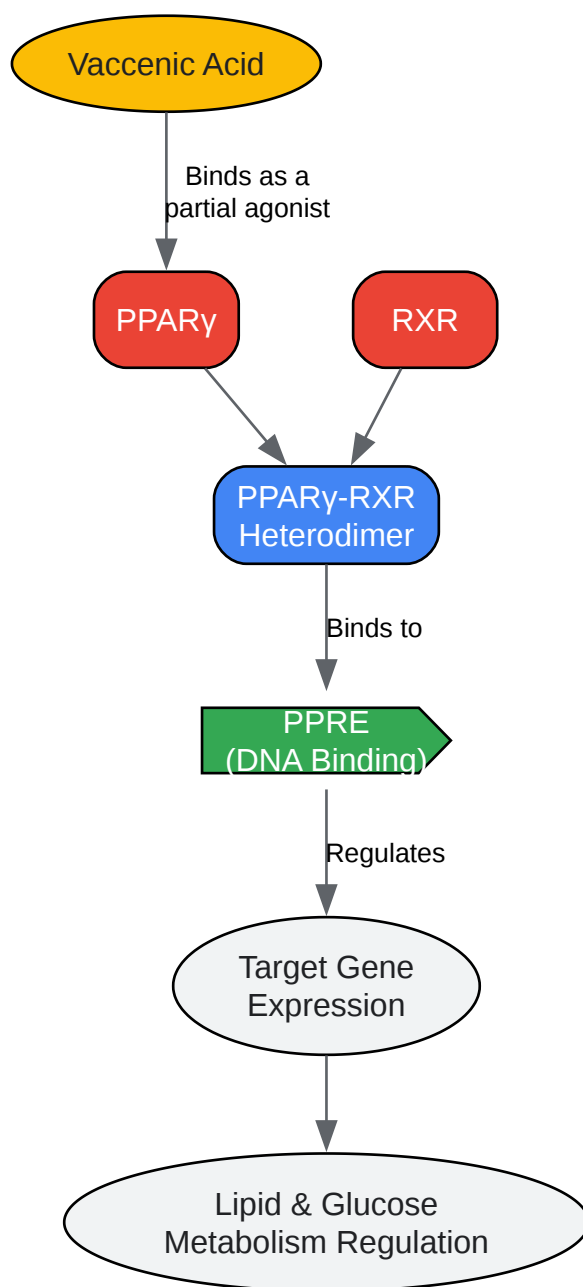 Vaccenic Acid
Binds as a
partial agonist
PPARγ
RXR
PPARγ-RXR
Heterodimer
Binds to
PPRE
(DNA Binding)
Regulates
Target Gene
Expression
Lipid & Glucose
Metabolism Regulation